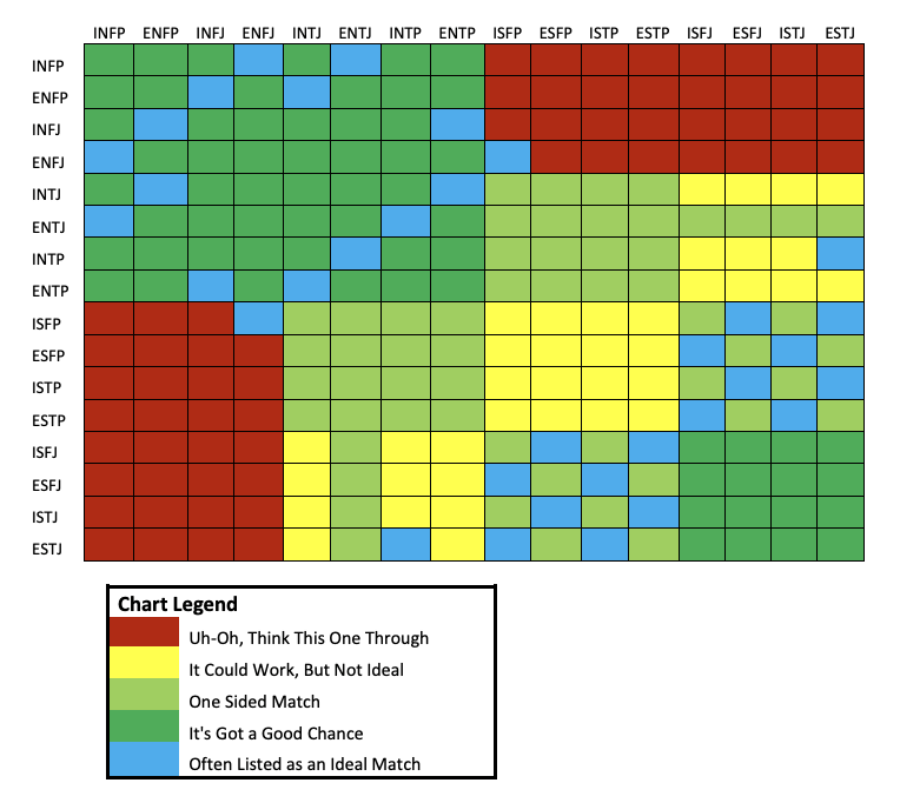 INFP ENFP INFJ ENFJ INTJ ENTJ INTP ENTP ISFP ESFP ISTP ESTP ISFJ ESFJ ISTJ ESTJ
INFP
ENFP
INFJ
ENFJ
INTJ
ENTJ
INTP
ENTP
ISFP
ESFP
ISTP
ESTP
ISFJ
ESFJ
ISTJ
ESTJ
Chart Legend
Uh-Oh, Think This One Through
It Could Work, But Not Ideal
One Sided Match
It's Got a Good Chance
Often Listed as an Ideal Match